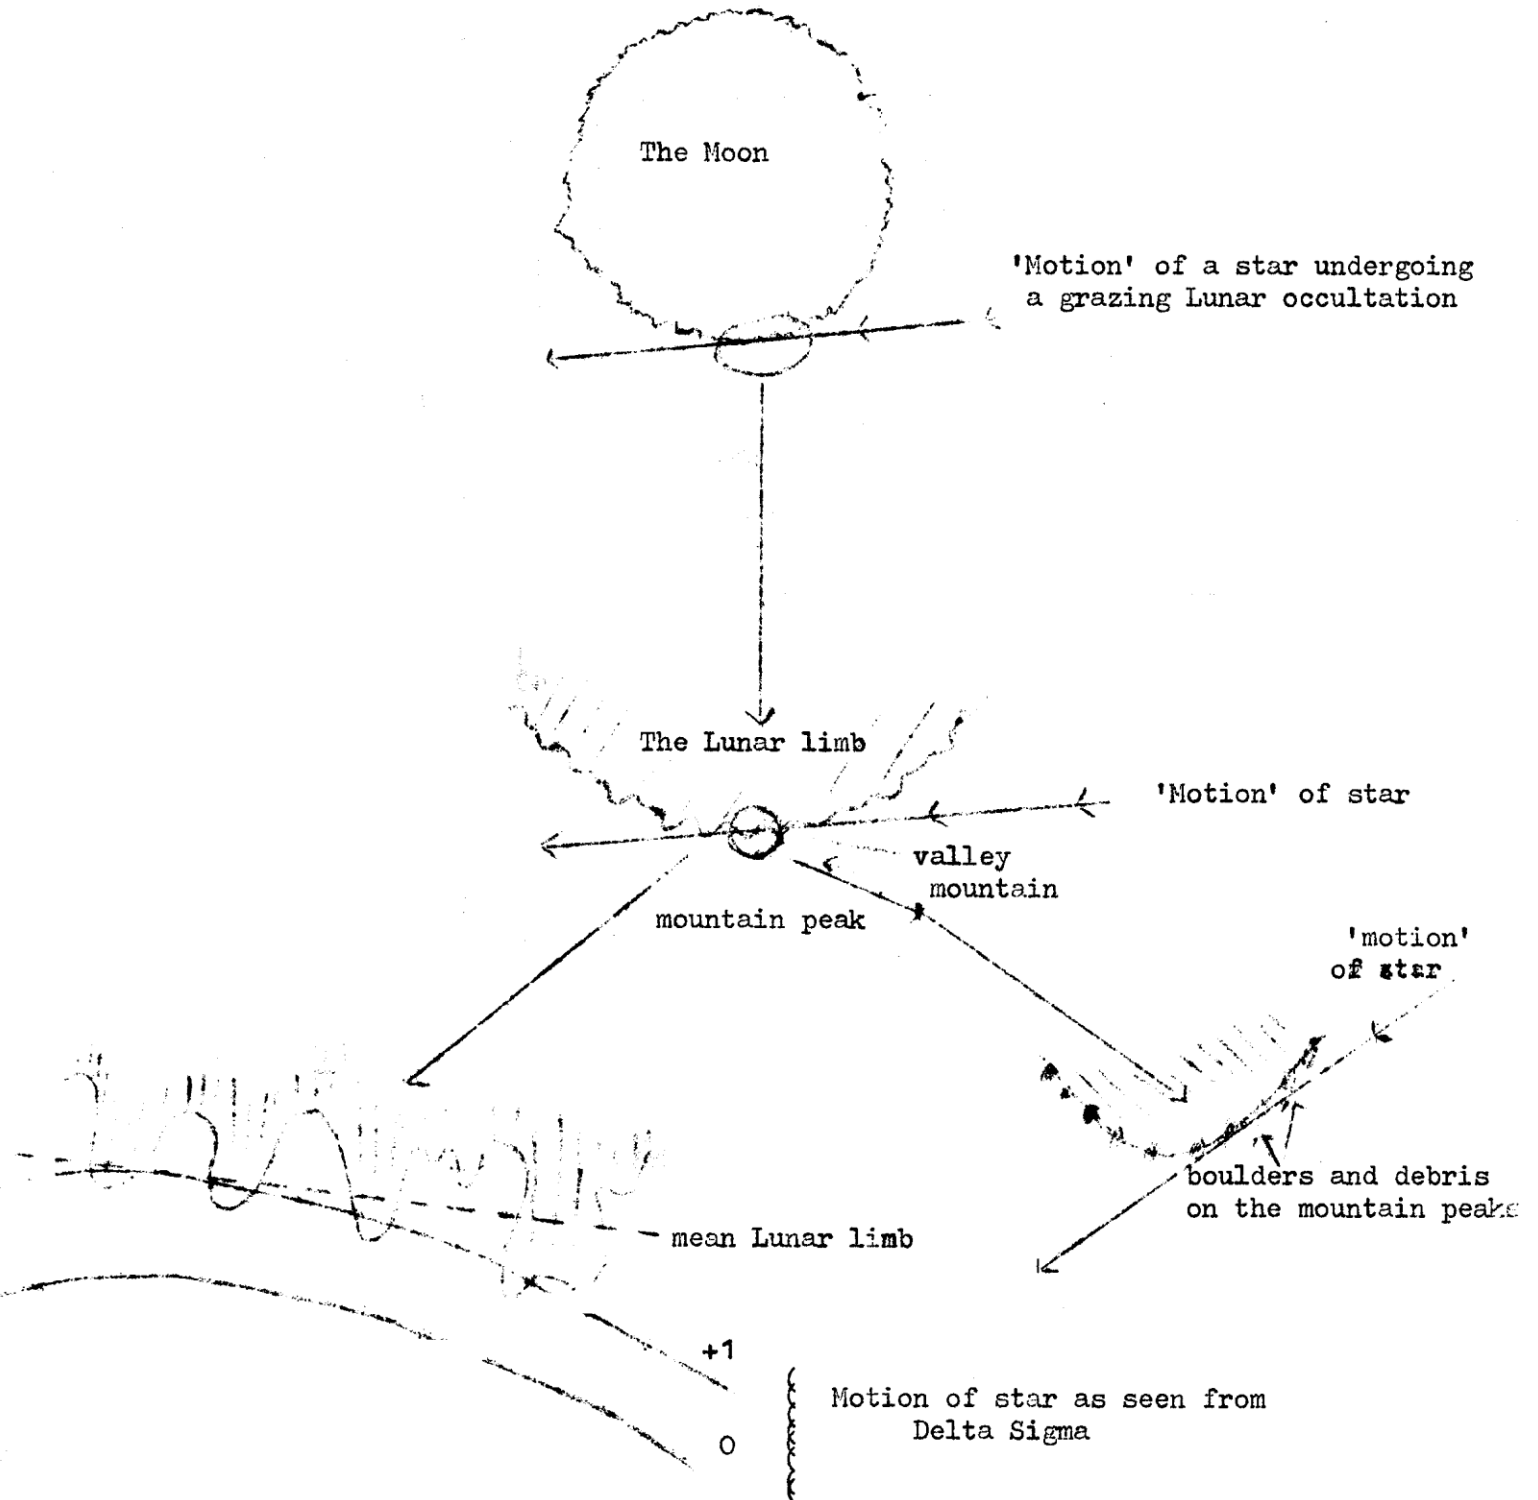 The Moon
'Motion' of a star undergoing
a grazing Lunar occultation
The Lunar limb
'Motion' of star
valley
mountain
mountain peak
'motion'
of star
boulders and debris
on the mountain peaks
mean Lunar limb
+1
Motion of star as seen from
Delta Sigma
0